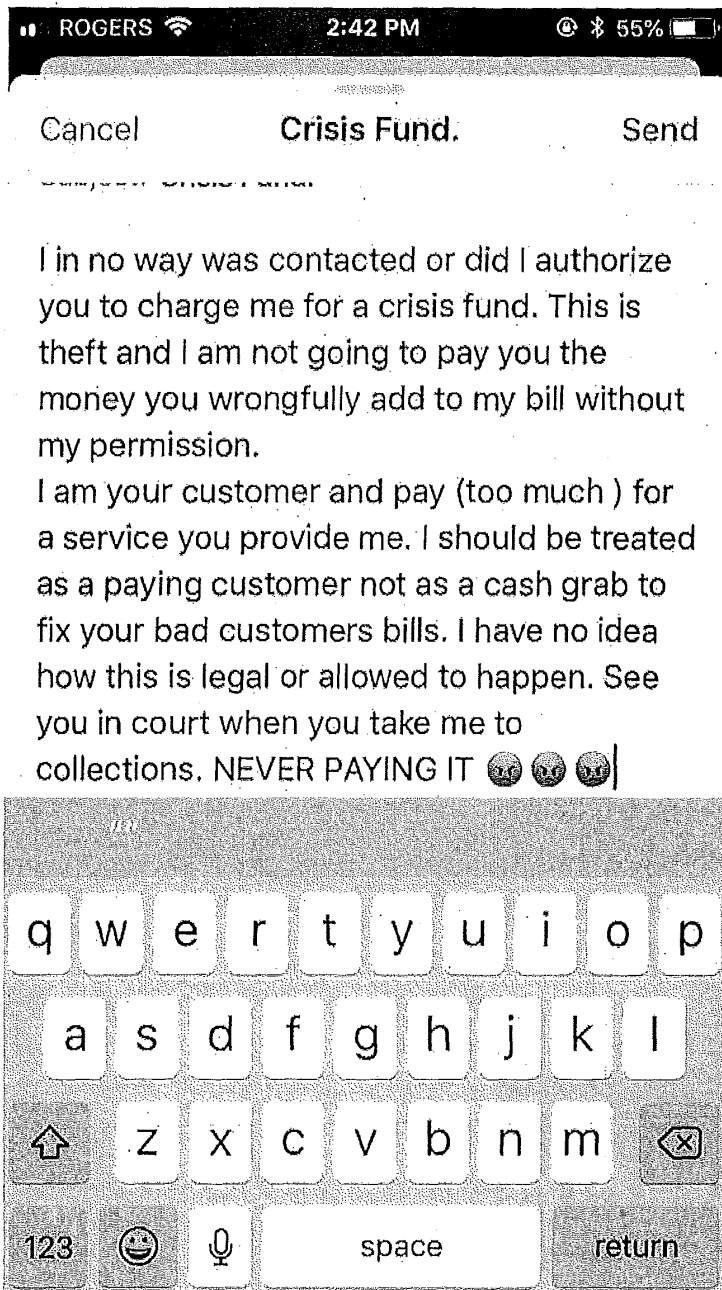 ROGERS 2:42 PM 55%
Cancel Crisis Fund. Send
I in no way was contacted or did I authorize
you to charge me for a crisis fund. This is
theft and I am not going to pay you the
money you wrongfully add to my bill without
my permission.
I am your customer and pay (too much ) for
a service you provide me. I should be treated
as a paying customer not as a cash grab to
fix your bad customers bills. I have no idea
how this is legal or allowed to happen. See
you in court when you take me to
collections. NEVER PAYING IT 😡😡😡
q w e r t y u i o p
a s d f g h j k l
z x c v b n m
123 space return